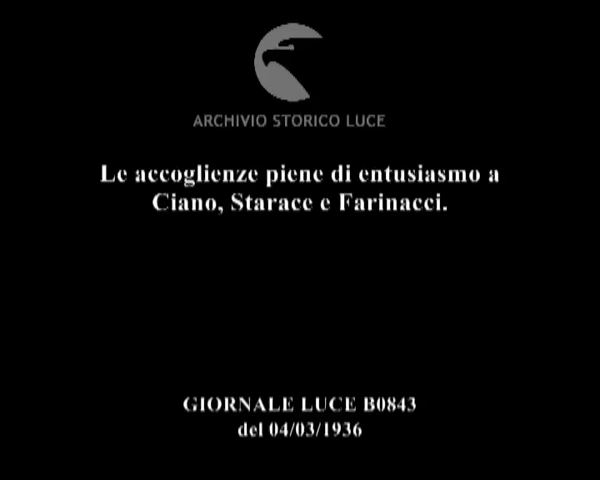 ARCHIVIO STORICO LUCE
Le accoglienze piene di entusiasmo a
Ciano, Starace e Farinacci.
GIORNALE LUCE B0843
del 04/03/1936